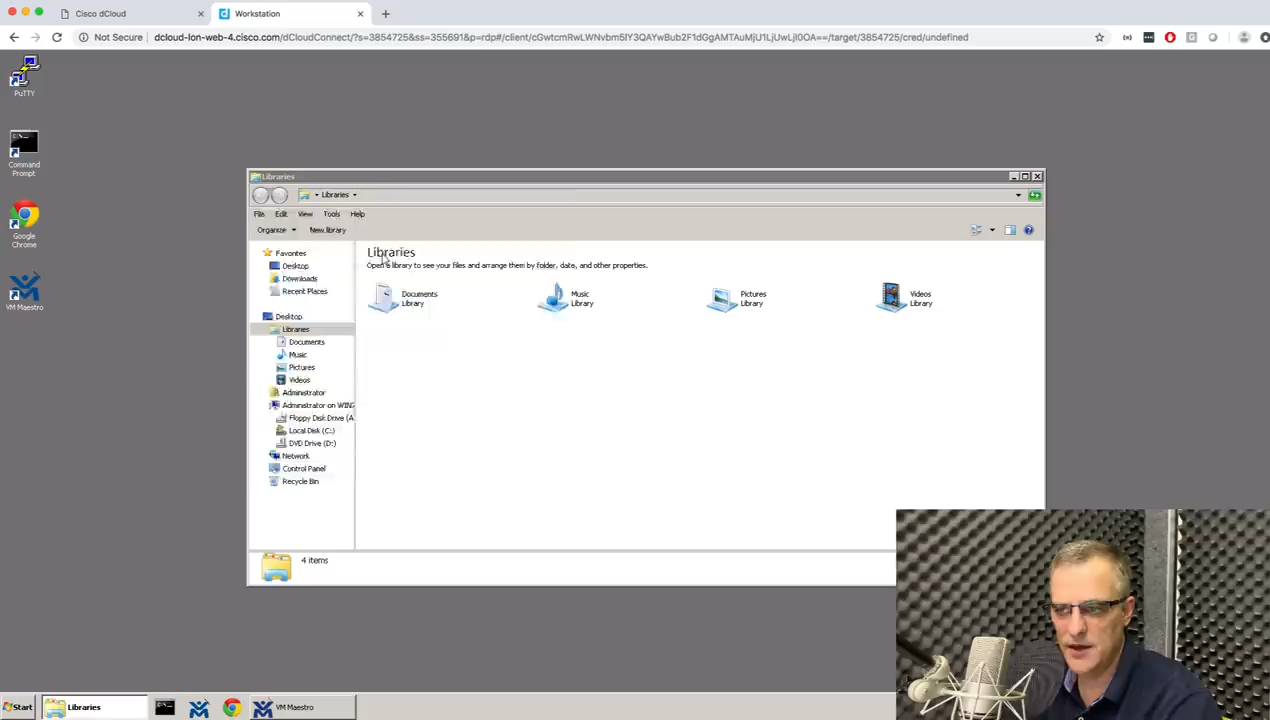 Cisco dCloud
Workstation
Not Secure
dcloud-lon-web-4.cisco.com/dCloudConnect/?s=3854725&ss=355691&p=rdp#/client/cGwtcmRwLWNvbm5lY3QAYwBub2F1dGgAMTAuMjU1LjUwLjI0OA==/target/3854725/cred/undefined
PuTTY
Command
Prompt
Google
Chrome
VM Maestro
Libraries
Libraries
File Edit View Tools Help
Organize New library
Favorites
Desktop
Downloads
Recent Places
Desktop
Libraries
Documents
Music
Pictures
Videos
Administrator
Administrator on WIN7
Floppy Disk Drive (A
Local Disk (C:)
DVD Drive (D:)
Network
Control Panel
Recycle Bin
Libraries
Open a library to see your files and arrange them by folder, date, and other properties.
Documents
Library
Music
Library
Pictures
Library
Videos
Library
4 items
Start
Libraries
VM Maestro